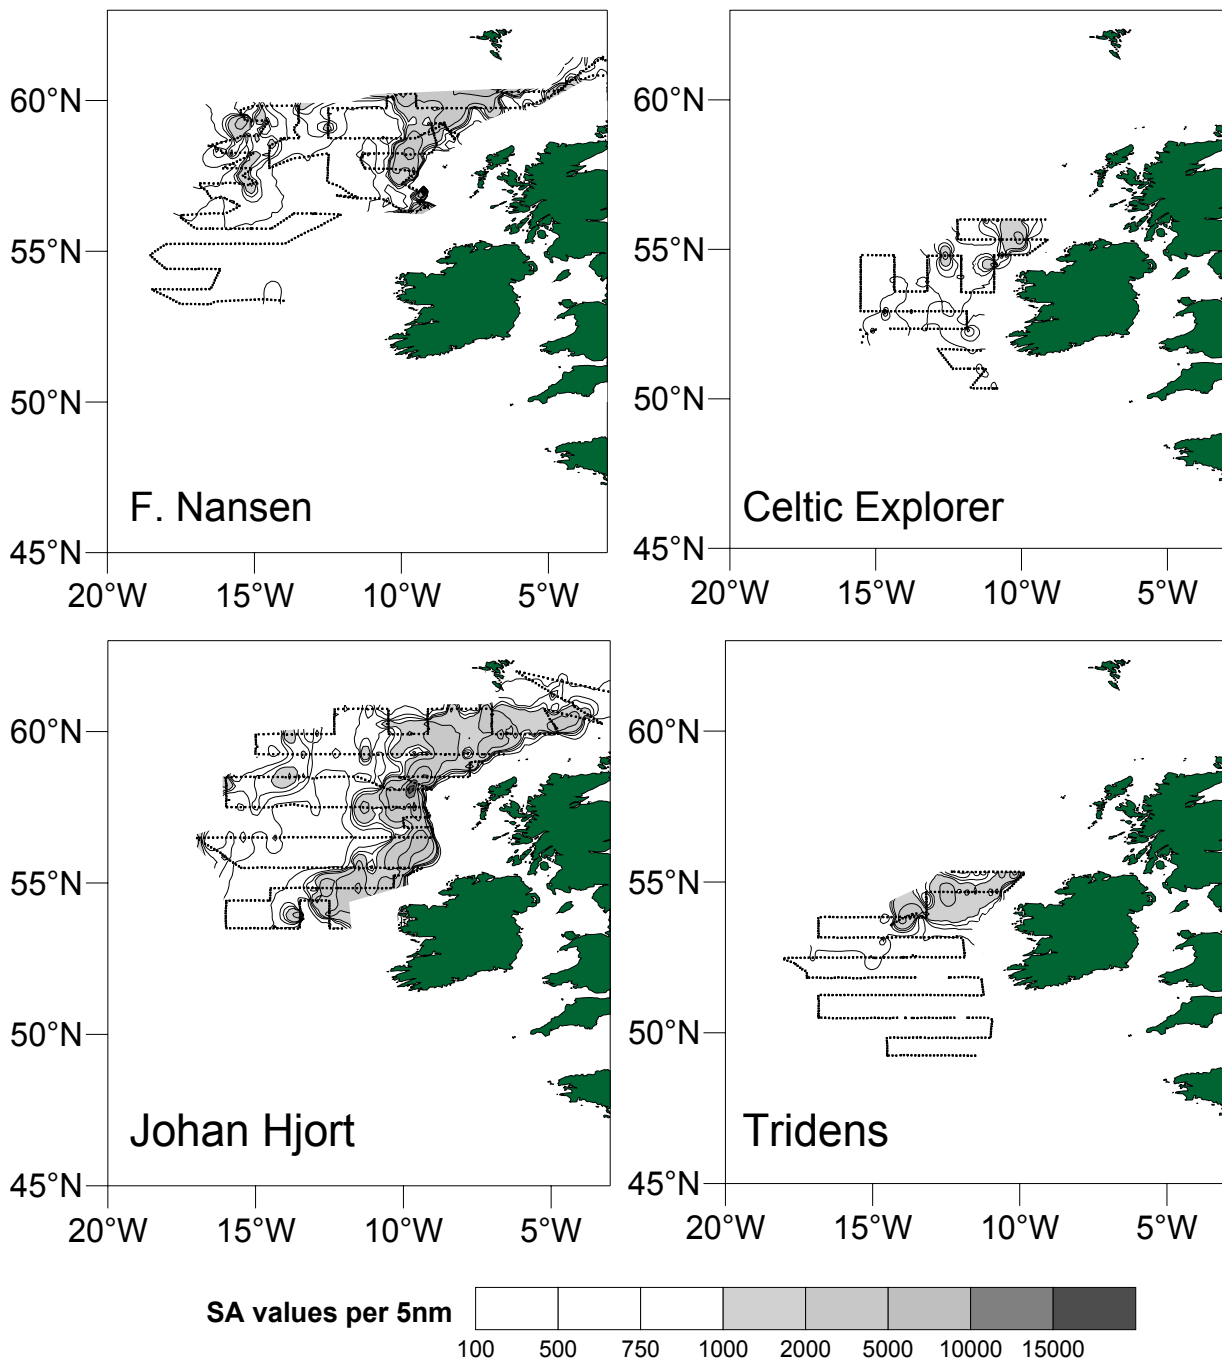 60°N
55°N
50°N
45°N
20°W 15°W 10°W 5°W
F. Nansen
60°N
55°N
50°N
45°N
20°W 15°W 10°W 5°W
Celtic Explorer
60°N
55°N
50°N
45°N
20°W 15°W 10°W 5°W
Johan Hjort
60°N
55°N
50°N
45°N
20°W 15°W 10°W 5°W
Tridens
SA values per 5nm
100 500 750 1000 2000 5000 10000 15000